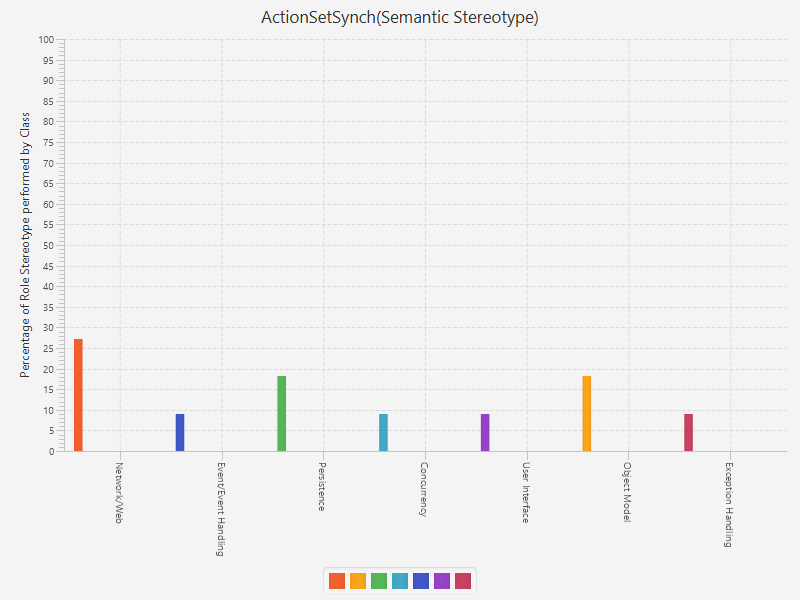 ActionSetSynch(Semantic Stereotype)
Percentage of Role Stereotype performed by Class
100
95
90
85
80
75
70
65
60
55
50
45
40
35
30
25
20
15
10
5
0
Network/Web
Event/Event Handling
Persistence
Concurrency
User Interface
Object Model
Exception Handling